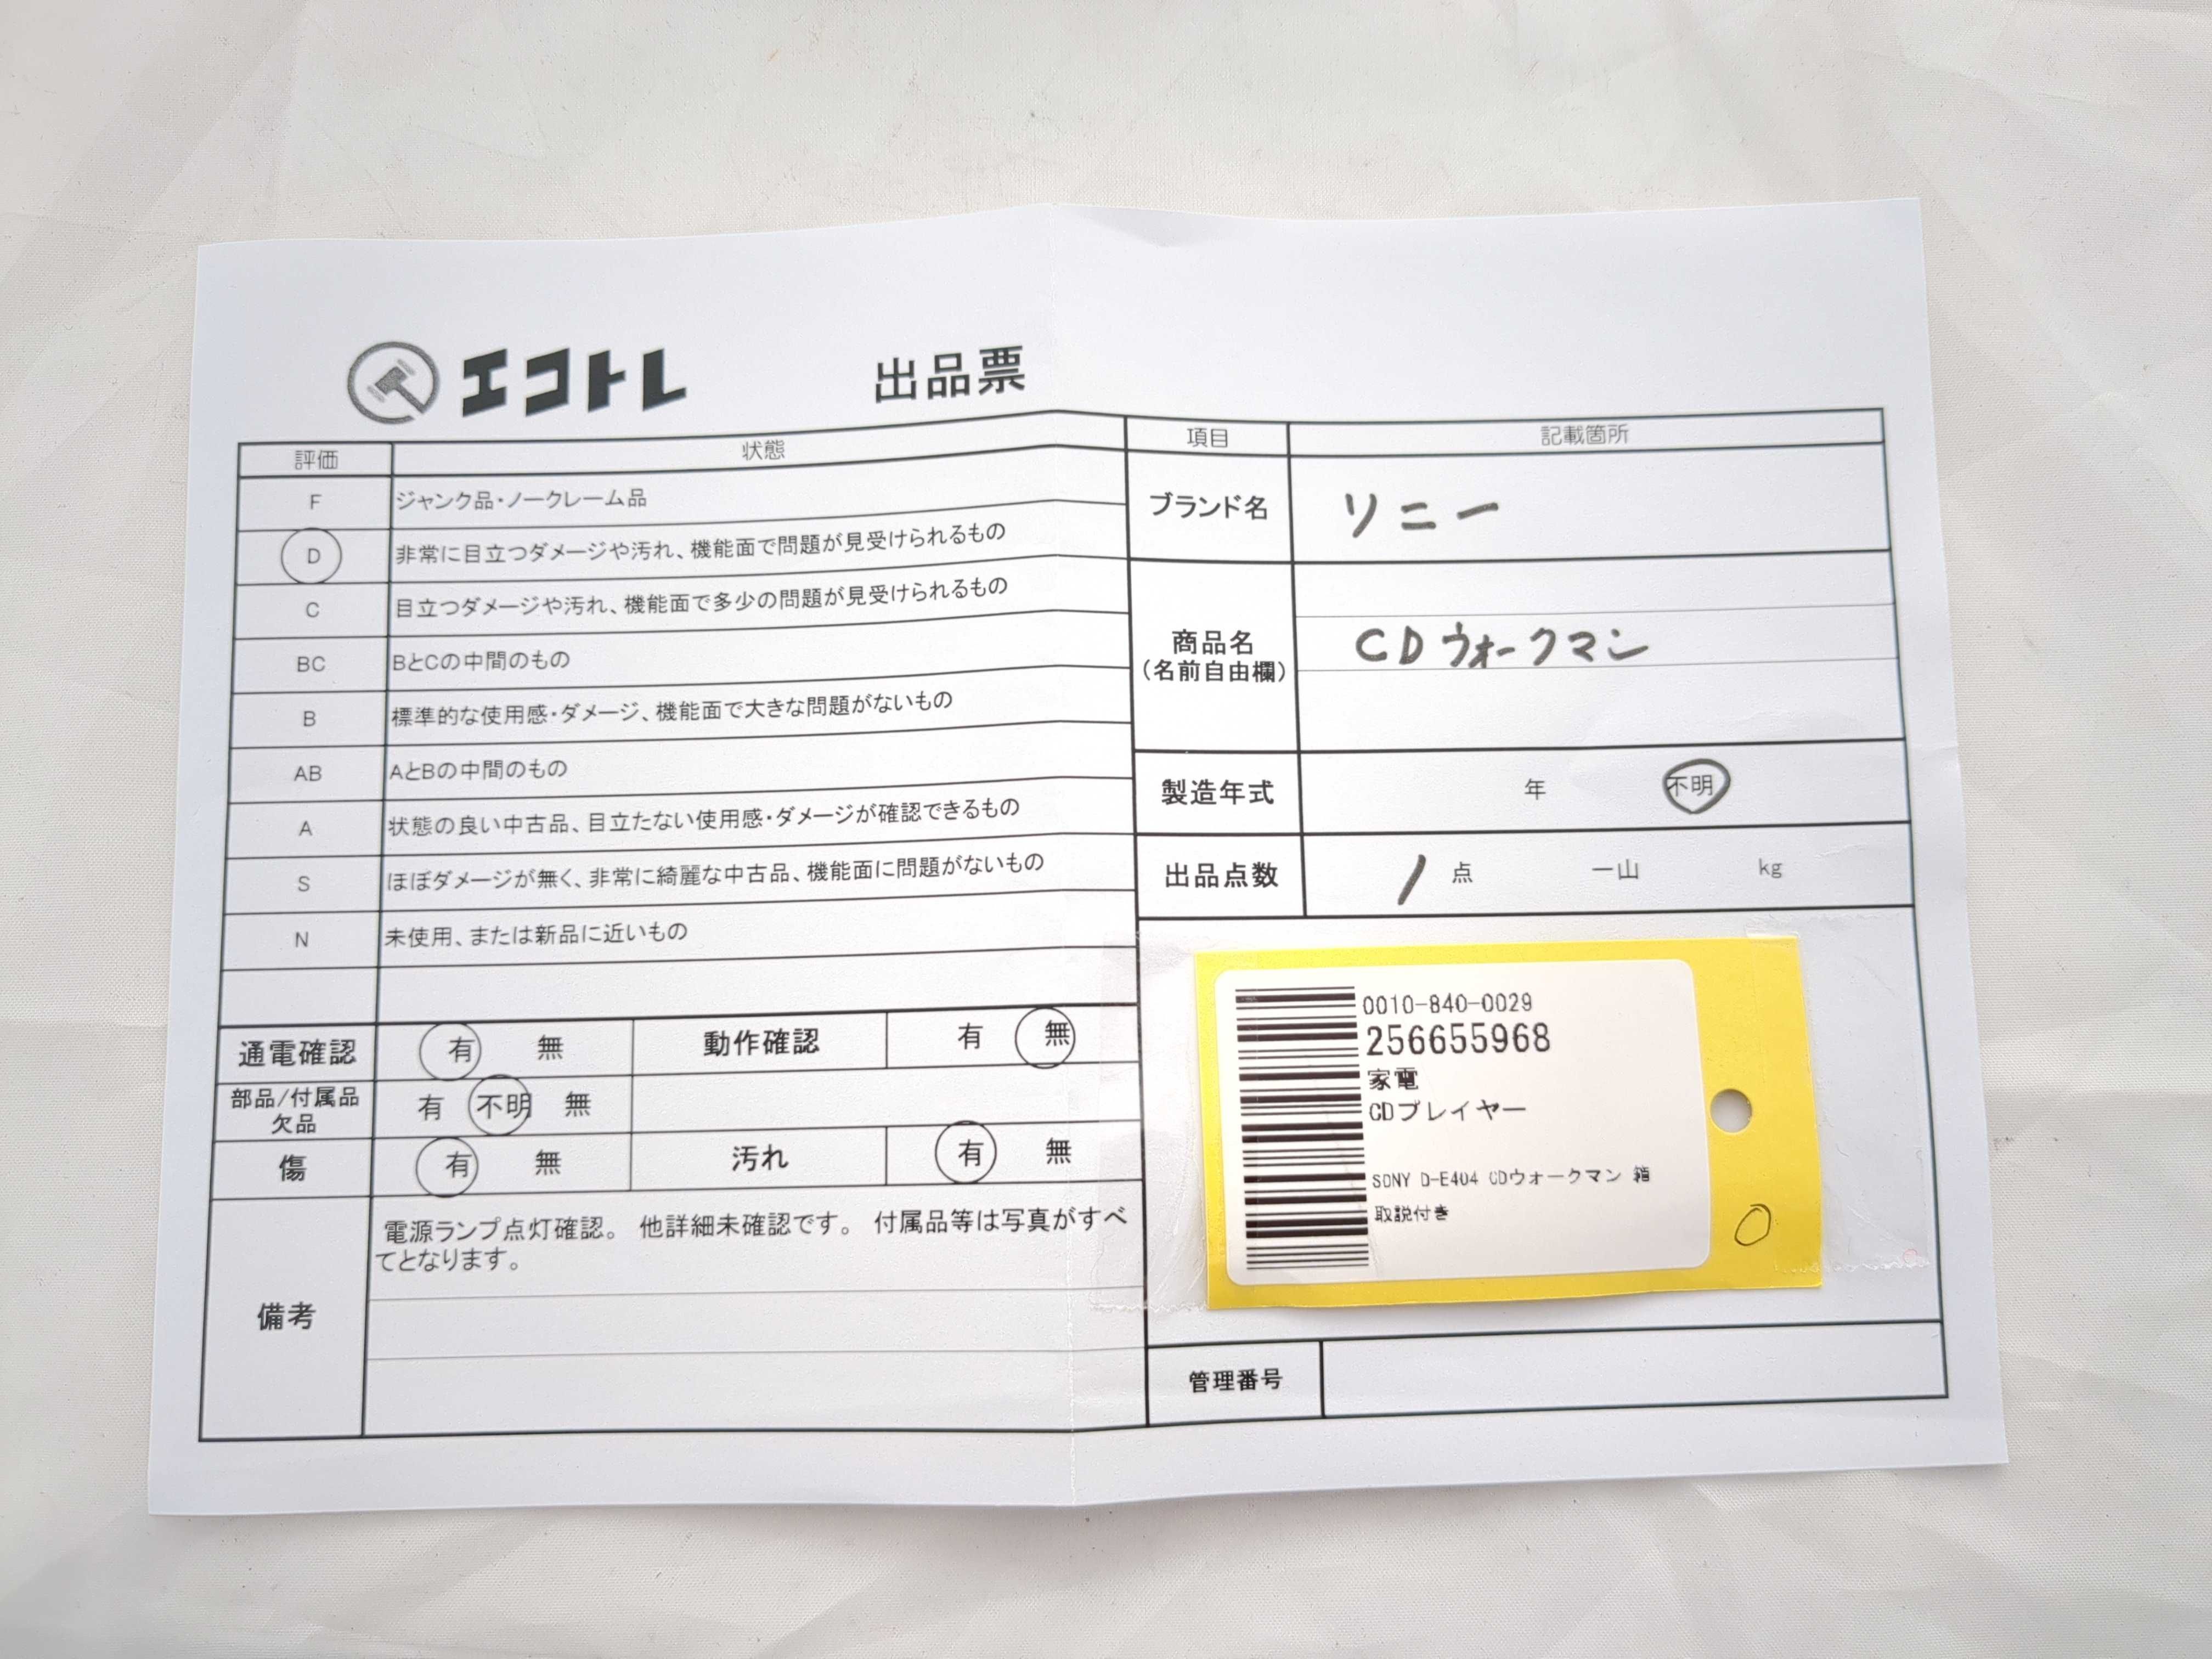 エコトレ 出品票
評価 状態
F ジャンク品・ノークレーム品
D 非常に目立つダメージや汚れ、機能面で問題が見受けられるもの
C 目立つダメージや汚れ、機能面で多少の問題が見受けられるもの
BC BとCの中間のもの
B 標準的な使用感・ダメージ、機能面で大きな問題がないもの
AB AとBの中間のもの
A 状態の良い中古品、目立たない使用感・ダメージが確認できるもの
S ほぼダメージが無く、非常に綺麗な中古品、機能面に問題がないもの
N 未使用、または新品に近いもの
通電確認 有 無 動作確認 有 無
部品/付属品
欠品 有 不明 無
傷 有 無 汚れ 有 無
備考
電源ランプ点灯確認。 他詳細未確認です。 付属品等は写真がすべ
てとなります。
項目 記載箇所
ブランド名 ソニー
商品名
(名前自由欄) CDウォークマン
製造年式 年 不明
出品点数 1 点 一山 kg
0010-840-0029
256655968
家電
CDプレイヤー
SONY D-E404 CDウォークマン 箱
取説付き
管理番号